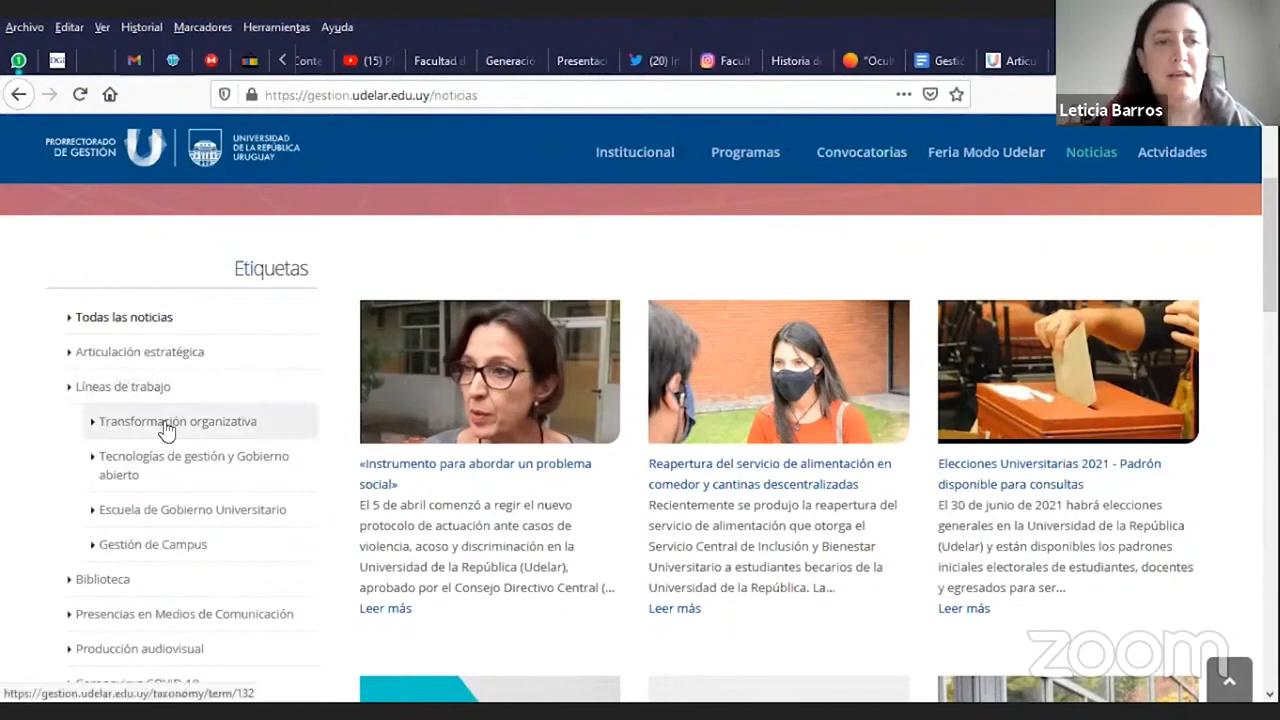 Archivo Editar Ver Historial Marcadores Herramientas Ayuda
1 DGI M M Conte (15) P Facultad d Generació Presentac (20) In Facult Historia de "Ocul Gestió Articu
https://gestion.udelar.edu.uy/noticias
Leticia Barros
PRORRECTORADO
DE GESTIÓN
UNIVERSIDAD
DE LA REPÚBLICA
URUGUAY
Institucional Programas Convocatorias Feria Modo Udelar Noticias Actvidades
Etiquetas
Todas las noticias
Articulación estratégica
Líneas de trabajo
Transformación organizativa
Tecnologías de gestión y Gobierno
abierto
Escuela de Gobierno Universitario
Gestión de Campus
Biblioteca
Presencias en Medios de Comunicación
Producción audiovisual
https://gestion.udelar.edu.uy/taxonomy/term/132
«Instrumento para abordar un problema
social»
El 5 de abril comenzó a regir el nuevo
protocolo de actuación ante casos de
violencia, acoso y discriminación en la
Universidad de la República (Udelar),
aprobado por el Consejo Directivo Central (...
Leer más
Reapertura del servicio de alimentación en
comedor y cantinas descentralizadas
Recientemente se produjo la reapertura del
servicio de alimentación que otorga el
Servicio Central de Inclusión y Bienestar
Universitario a estudiantes becarios de la
Universidad de la República. La...
Leer más
Elecciones Universitarias 2021 - Padrón
disponible para consultas
El 30 de junio de 2021 habrá elecciones
generales en la Universidad de la República
(Udelar) y están disponibles los padrones
iniciales electorales de estudiantes, docentes
y egresados para ser...
Leer más
zoom